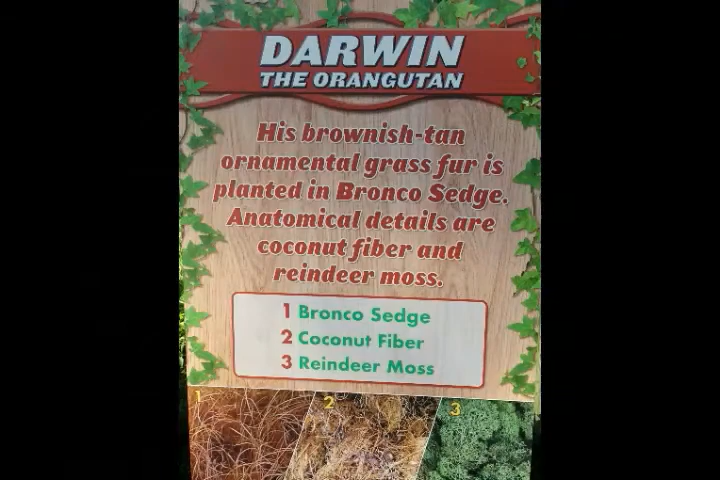 DARWIN
THE ORANGUTAN
His brownish-tan
ornamental grass fur is
planted in Bronco Sedge.
Anatomical details are
coconut fiber and
reindeer moss.
1 Bronco Sedge
2 Coconut Fiber
3 Reindeer Moss
1
2
3